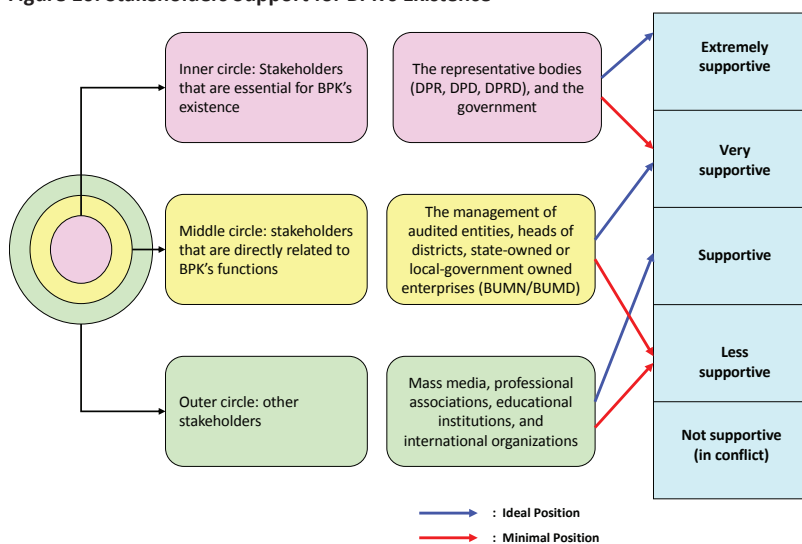 Inner circle: Stakeholders
that are essential for BPK's
existence
The representative bodies
(DPR, DPD, DPRD), and the
government
Extremely
supportive
Very
supportive
Middle circle: stakeholders
that are directly related to
BPK's functions
The management of
audited entities, heads of
districts, state-owned or
local-government owned
enterprises (BUMN/BUMD)
Supportive
Less
supportive
Outer circle: other
stakeholders
Mass media, professional
associations, educational
institutions, and
international organizations
Not supportive
(in conflict)
: Ideal Position
: Minimal Position